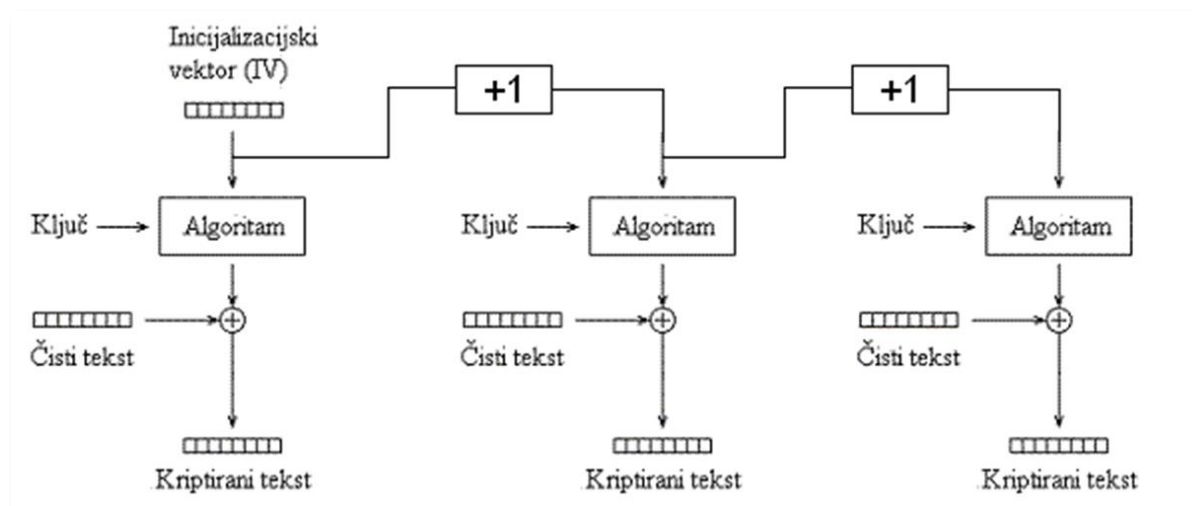 Inicijalizacijski
vektor (IV)
+1
+1
Ključ
Algoritam
Ključ
Algoritam
Ključ
Algoritam
Čisti tekst
Čisti tekst
Čisti tekst
Kriptirani tekst
Kriptirani tekst
Kriptirani tekst